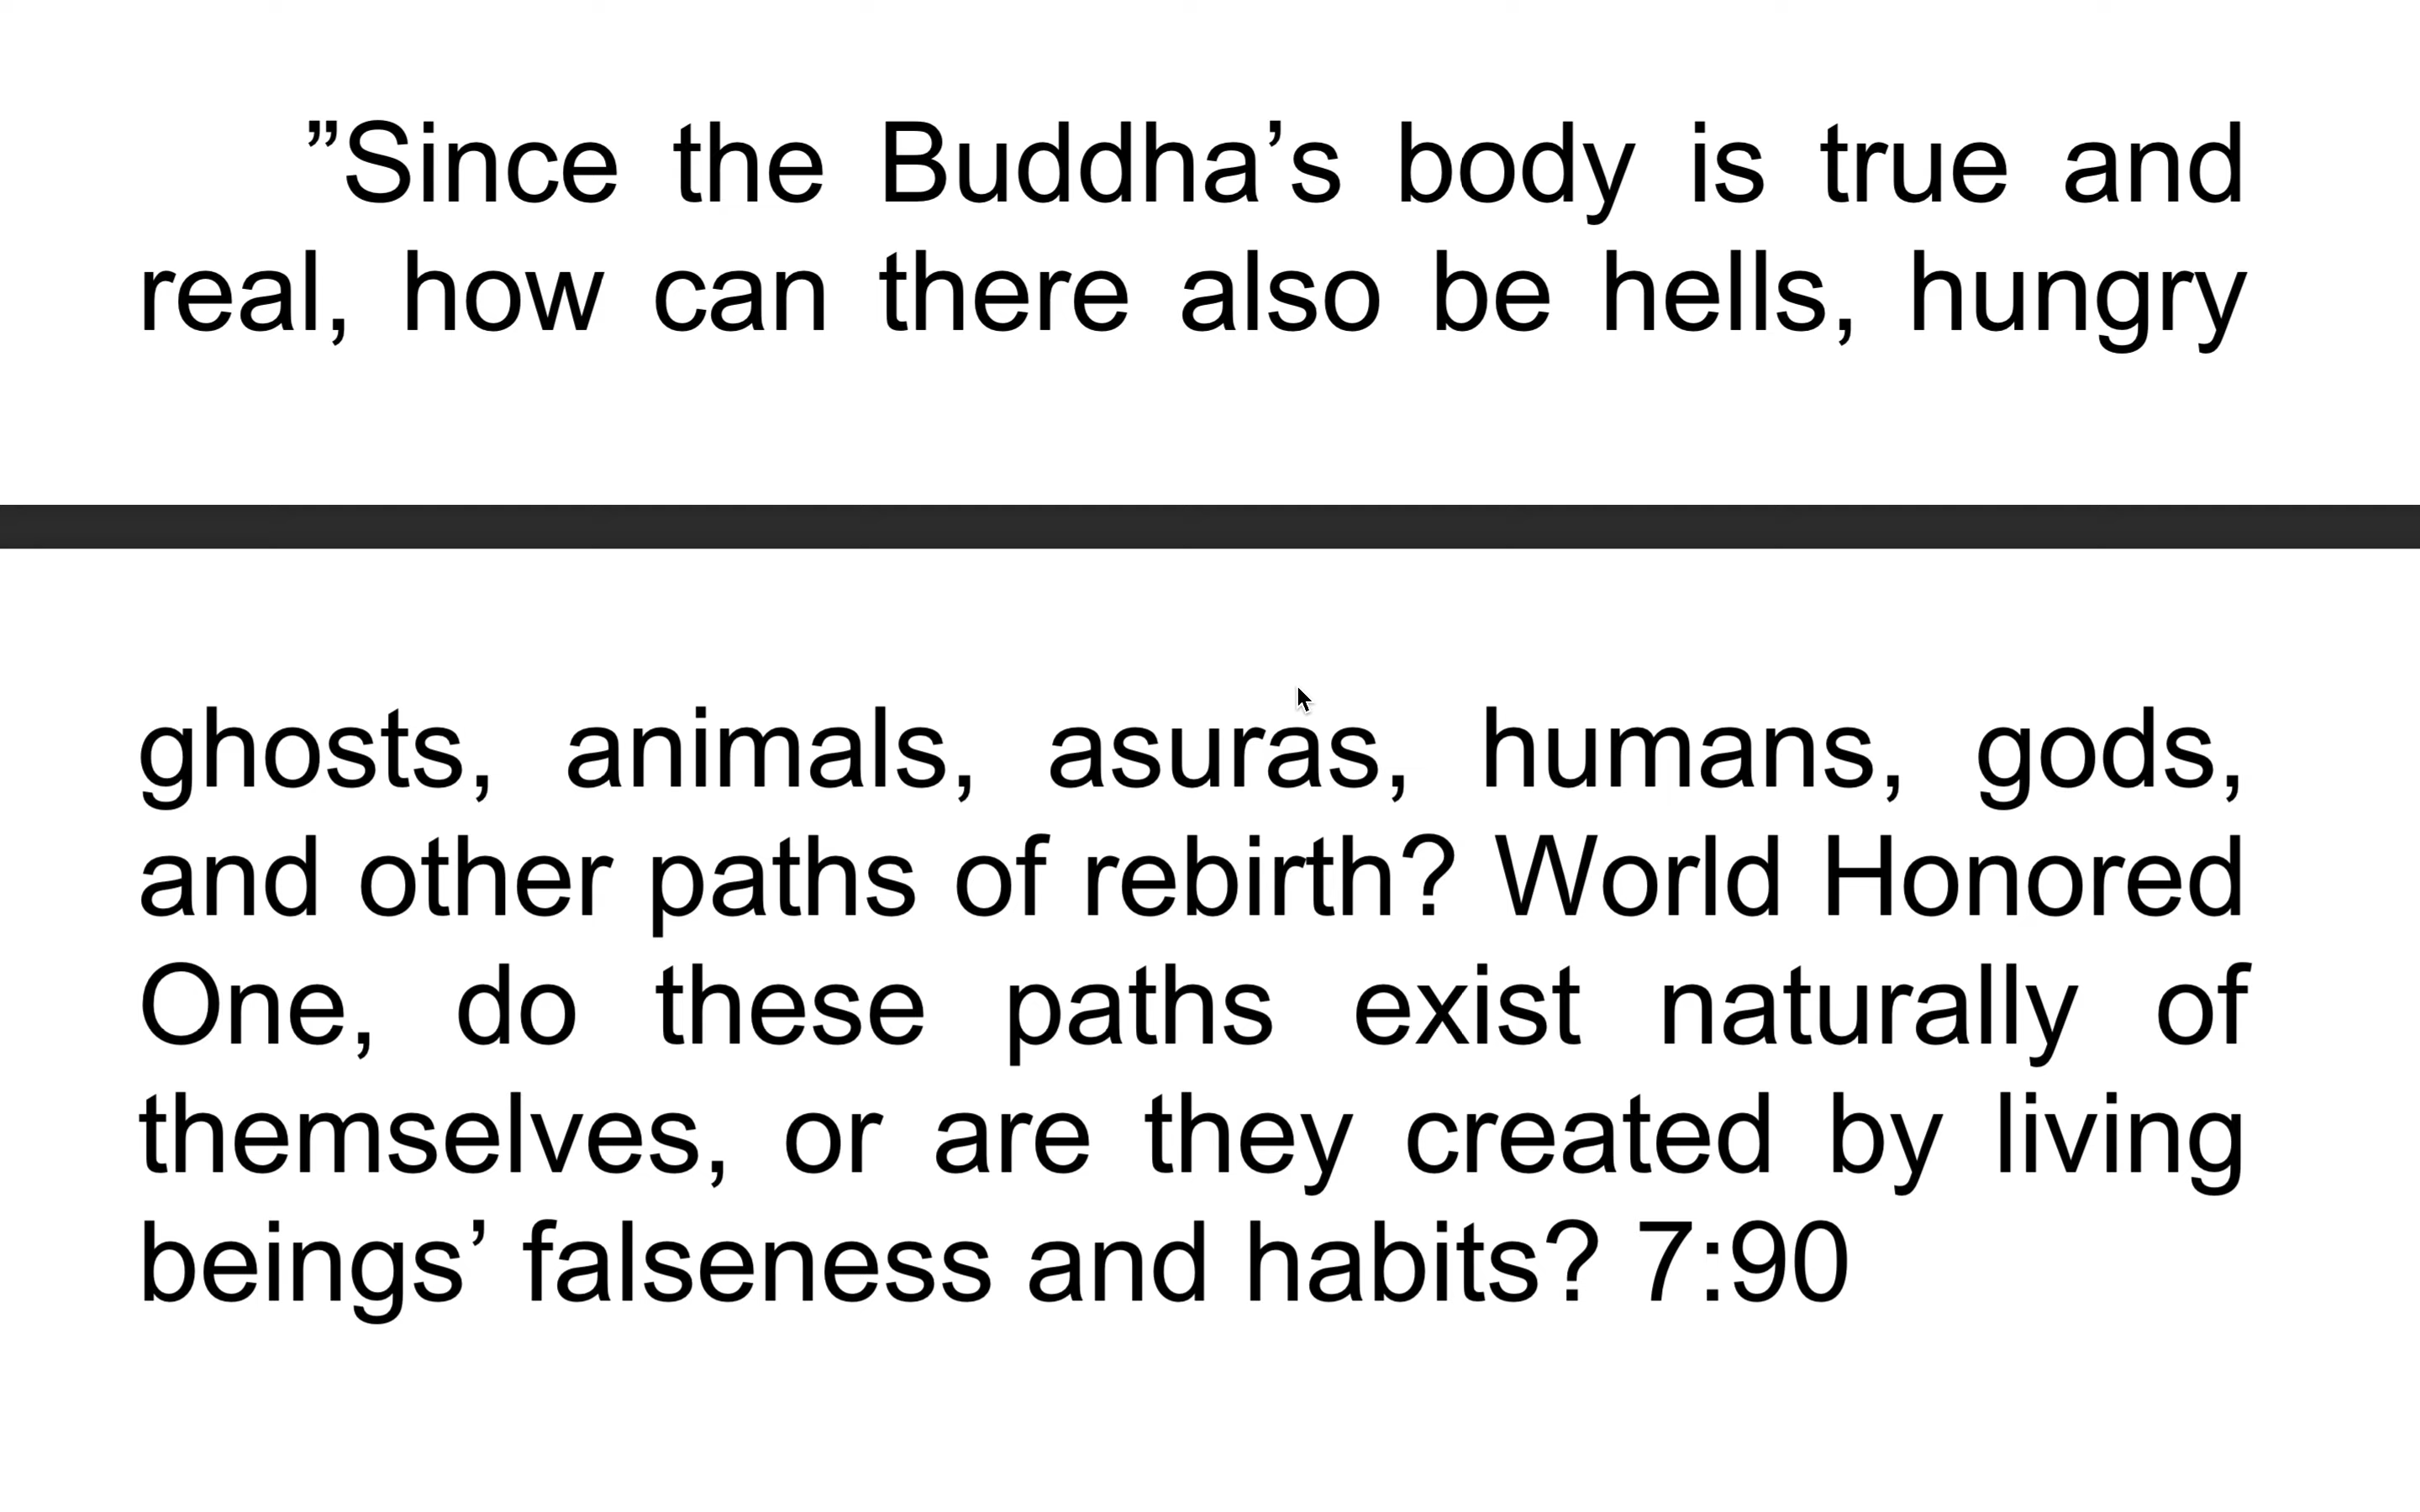 ”Since the Buddha’s body is true and
real, how can there also be hells, hungry
ghosts, animals, asuras, humans, gods,
and other paths of rebirth? World Honored
One, do these paths exist naturally of
themselves, or are they created by living
beings’ falseness and habits? 7:90